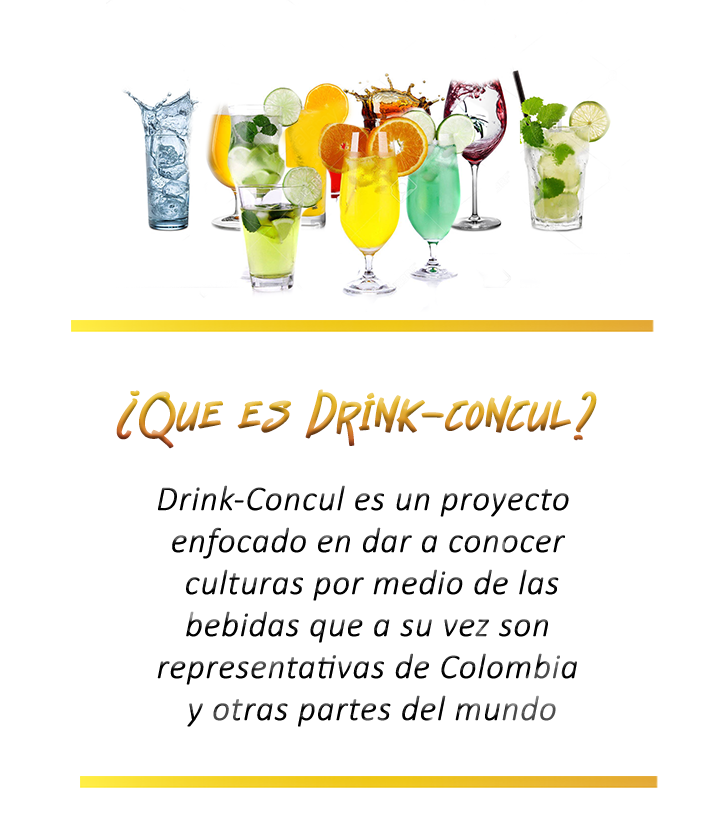 ¿Que es Drink-concul?
Drink-Concul es un proyecto
enfocado en dar a conocer
culturas por medio de las
bebidas que a su vez son
representativas de Colombia
y otras partes del mundo